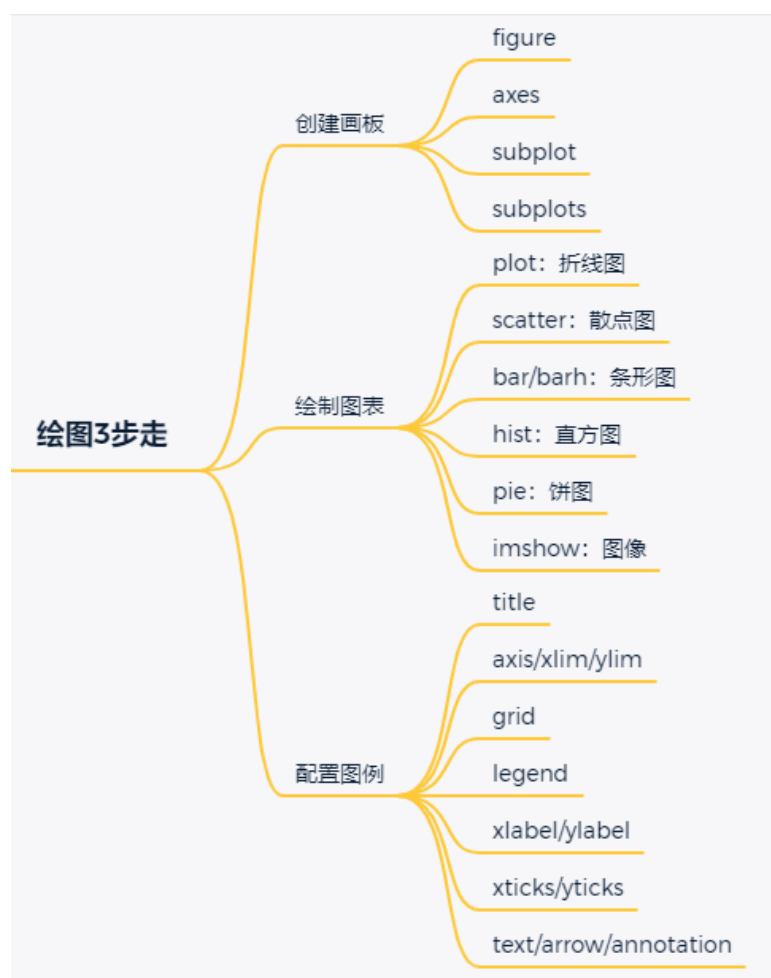 绘图3步走
创建画板
figure
axes
subplot
subplots
绘制图表
plot：折线图
scatter：散点图
bar/barh：条形图
hist：直方图
pie：饼图
imshow：图像
配置图例
title
axis/xlim/ylim
grid
legend
xlabel/ylabel
xticks/yticks
text/arrow/annotation